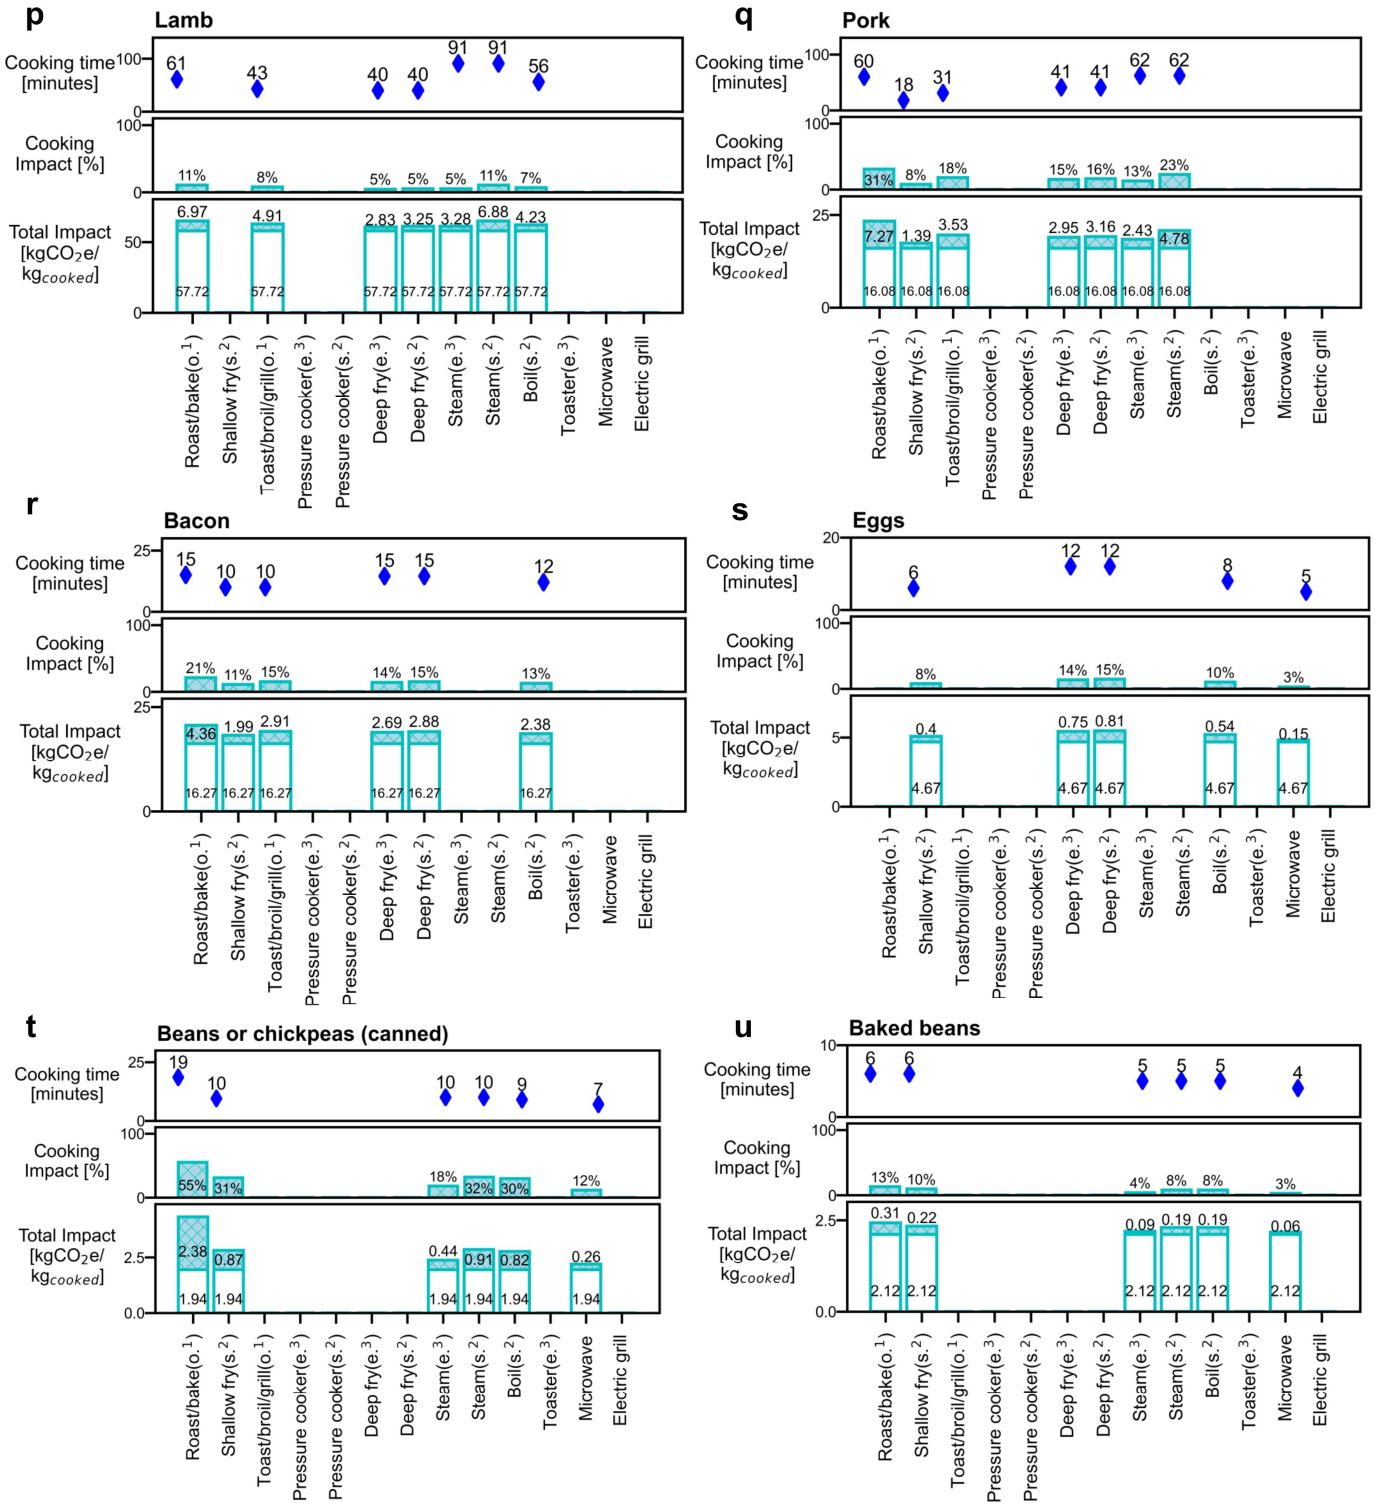 p
Lamb
Cooking time
[minutes]
100
0
61
43
40
40
91
91
56
Cooking
Impact [%]
100
0
11%
8%
5%
5%
5%
11%
7%
Total Impact
[kgCO2e/
kgcooked]
50
0
6.97
4.91
2.83
3.25
3.28
6.88
4.23
57.72
57.72
57.72
57.72
57.72
57.72
57.72
Roast/bake(o.1)
Shallow fry(s.2)
Toast/broil/grill(o.1)
Pressure cooker(e.3)
Pressure cooker(s.2)
Deep fry(e.3)
Deep fry(s.2)
Steam(e.3)
Steam(s.2)
Boil(s.2)
Toaster(e.3)
Microwave
Electric grill
q
Pork
Cooking time
[minutes]
100
0
60
18
31
41
41
62
62
Cooking
Impact [%]
100
0
31%
8%
18%
15%
16%
13%
23%
Total Impact
[kgCO2e/
kgcooked]
25
0
7.27
1.39
3.53
2.95
3.16
2.43
4.78
16.08
16.08
16.08
16.08
16.08
16.08
16.08
Roast/bake(o.1)
Shallow fry(s.2)
Toast/broil/grill(o.1)
Pressure cooker(e.3)
Pressure cooker(s.2)
Deep fry(e.3)
Deep fry(s.2)
Steam(e.3)
Steam(s.2)
Boil(s.2)
Toaster(e.3)
Microwave
Electric grill
r
Bacon
Cooking time
[minutes]
25
0
15
10
10
15
15
12
Cooking
Impact [%]
100
0
21%
11%
15%
14%
15%
13%
Total Impact
[kgCO2e/
kgcooked]
25
0
4.36
1.99
2.91
2.69
2.88
2.38
16.27
16.27
16.27
16.27
16.27
16.27
Roast/bake(o.1)
Shallow fry(s.2)
Toast/broil/grill(o.1)
Pressure cooker(e.3)
Pressure cooker(s.2)
Deep fry(e.3)
Deep fry(s.2)
Steam(e.3)
Steam(s.2)
Boil(s.2)
Toaster(e.3)
Microwave
Electric grill
s
Eggs
Cooking time
[minutes]
20
0
6
12
12
8
5
Cooking
Impact [%]
100
0
8%
14%
15%
10%
3%
Total Impact
[kgCO2e/
kgcooked]
5
0
0.4
0.75
0.81
0.54
0.15
4.67
4.67
4.67
4.67
4.67
Roast/bake(o.1)
Shallow fry(s.2)
Toast/broil/grill(o.1)
Pressure cooker(e.3)
Pressure cooker(s.2)
Deep fry(e.3)
Deep fry(s.2)
Steam(e.3)
Steam(s.2)
Boil(s.2)
Toaster(e.3)
Microwave
Electric grill
t
Beans or chickpeas (canned)
Cooking time
[minutes]
25
0
19
10
10
10
9
7
Cooking
Impact [%]
100
0
55%
31%
18%
32%
30%
12%
Total Impact
[kgCO2e/
kgcooked]
2.5
0.0
2.38
0.87
0.44
0.91
0.82
0.26
1.94
1.94
1.94
1.94
1.94
1.94
Roast/bake(o.1)
Shallow fry(s.2)
Toast/broil/grill(o.1)
Pressure cooker(e.3)
Pressure cooker(s.2)
Deep fry(e.3)
Deep fry(s.2)
Steam(e.3)
Steam(s.2)
Boil(s.2)
Toaster(e.3)
Microwave
Electric grill
u
Baked beans
Cooking time
[minutes]
10
0
6
6
5
5
5
4
Cooking
Impact [%]
100
0
13%
10%
4%
8%
8%
3%
Total Impact
[kgCO2e/
kgcooked]
2.5
0.0
0.31
0.22
0.09
0.19
0.19
0.06
2.12
2.12
2.12
2.12
2.12
2.12
Roast/bake(o.1)
Shallow fry(s.2)
Toast/broil/grill(o.1)
Pressure cooker(e.3)
Pressure cooker(s.2)
Deep fry(e.3)
Deep fry(s.2)
Steam(e.3)
Steam(s.2)
Boil(s.2)
Toaster(e.3)
Microwave
Electric grill